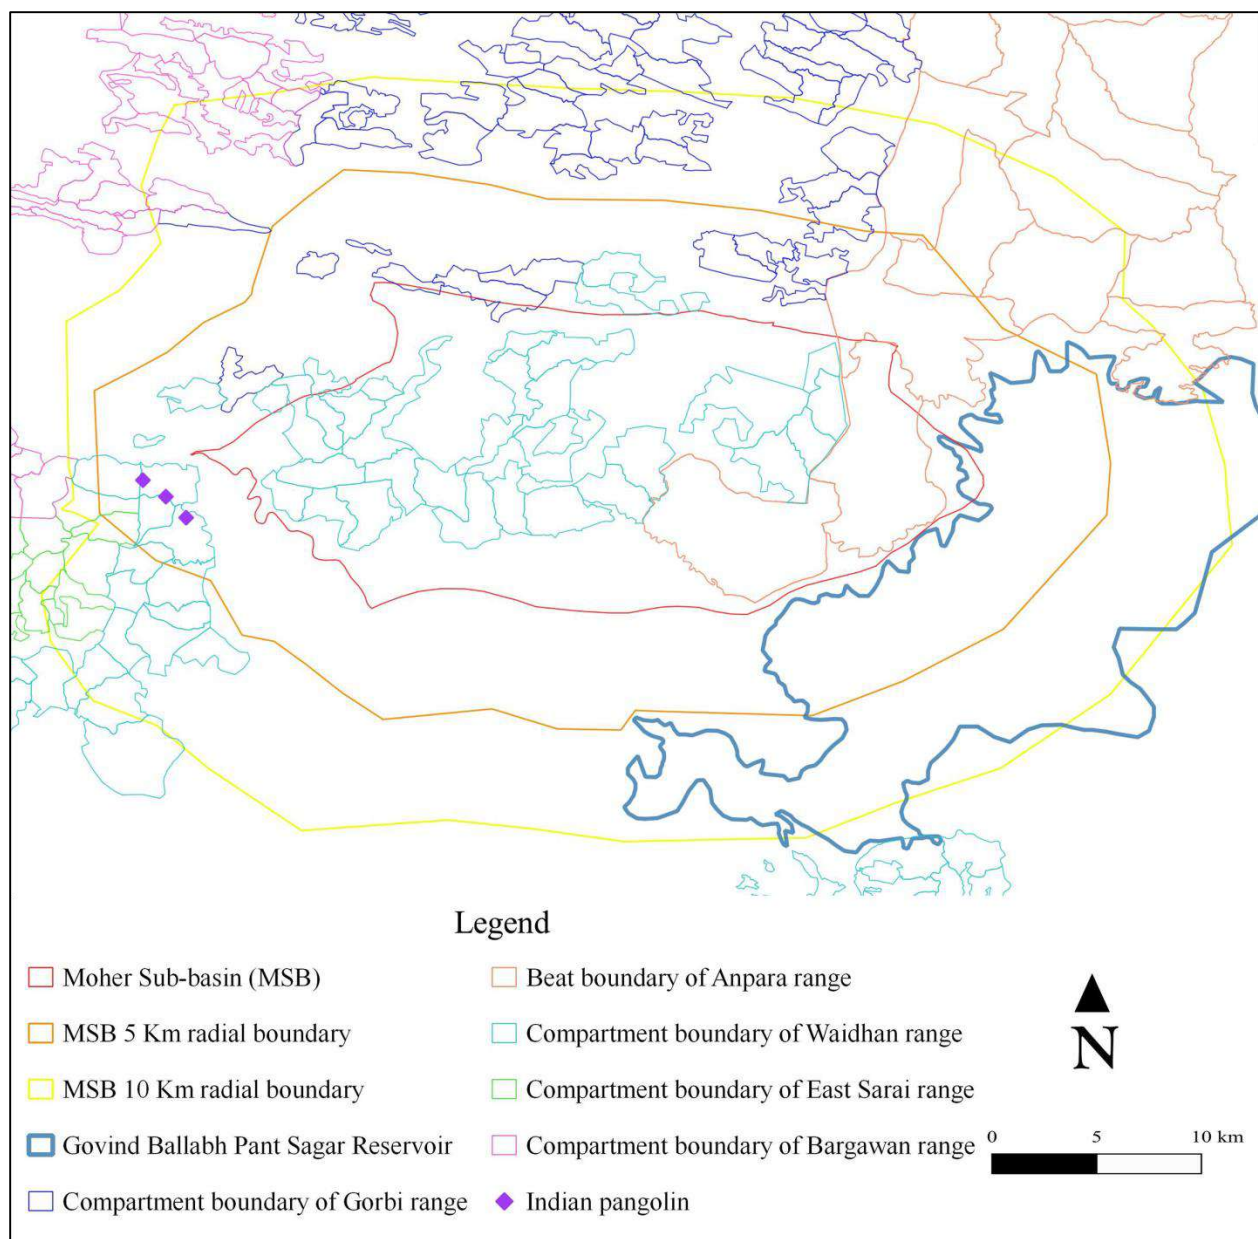 Legend
Moher Sub-basin (MSB)
MSB 5 Km radial boundary
MSB 10 Km radial boundary
Govind Ballabh Pant Sagar Reservoir
Compartment boundary of Gorbi range
Beat boundary of Anpara range
Compartment boundary of Waidhan range
Compartment boundary of East Sarai range
Compartment boundary of Bargawan range
Indian pangolin
N
0 5 10 km